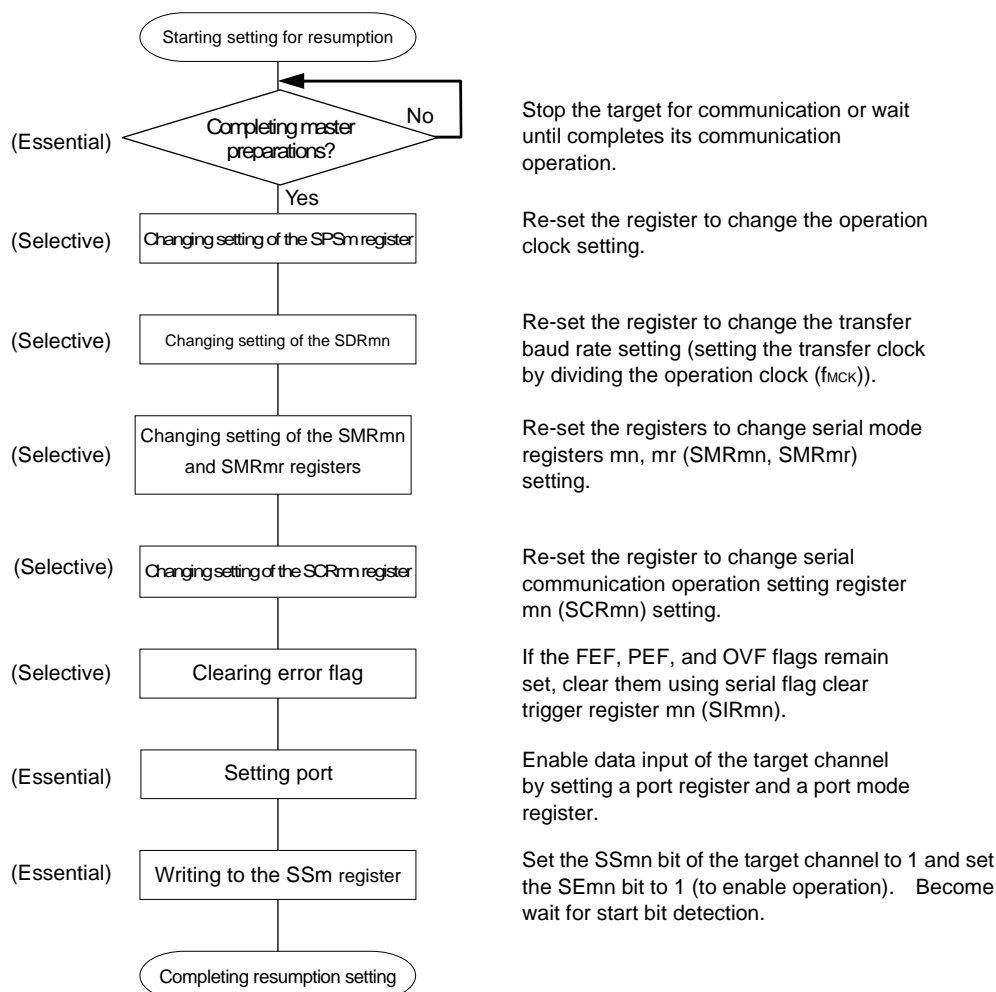 Starting setting for resumption
No
(Essential)
Completing master
preparations?
Stop the target for communication or wait
until completes its communication
operation.
Yes
(Selective)
Changing setting of the SPSm register
Re-set the register to change the operation
clock setting.
(Selective)
Changing setting of the SDRmn
Re-set the register to change the transfer
baud rate setting (setting the transfer clock
by dividing the operation clock (fMCK)).
(Selective)
Changing setting of the SMRmn
and SMRmr registers
Re-set the registers to change serial mode
registers mn, mr (SMRmn, SMRmr)
setting.
(Selective)
Changing setting of the SCRmn register
Re-set the register to change serial
communication operation setting register
mn (SCRmn) setting.
(Selective)
Clearing error flag
If the FEF, PEF, and OVF flags remain
set, clear them using serial flag clear
trigger register mn (SIRmn).
(Essential)
Setting port
Enable data input of the target channel
by setting a port register and a port mode
register.
(Essential)
Writing to the SSm register
Set the SSmn bit of the target channel to 1 and set
the SEmn bit to 1 (to enable operation). Become
wait for start bit detection.
Completing resumption setting